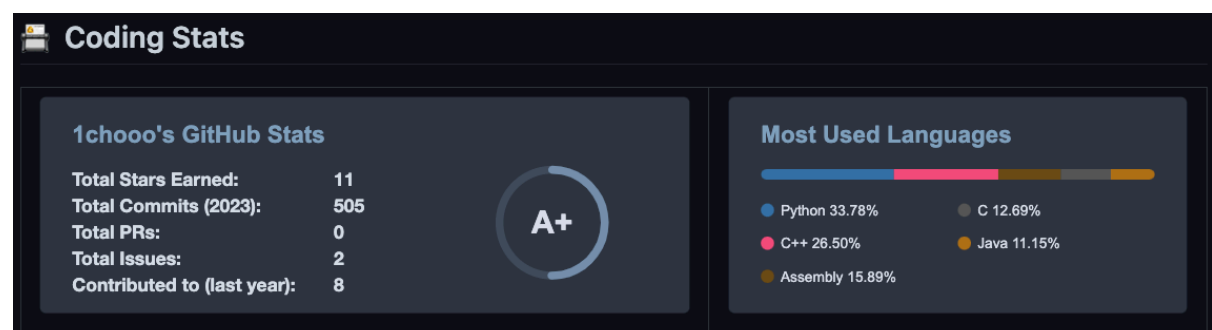 Coding Stats
1chooo's GitHub Stats
Total Stars Earned: 11
Total Commits (2023): 505
Total PRs: 0
Total Issues: 2
Contributed to (last year): 8
A+
Most Used Languages
Python 33.78%
C++ 26.50%
Assembly 15.89%
C 12.69%
Java 11.15%